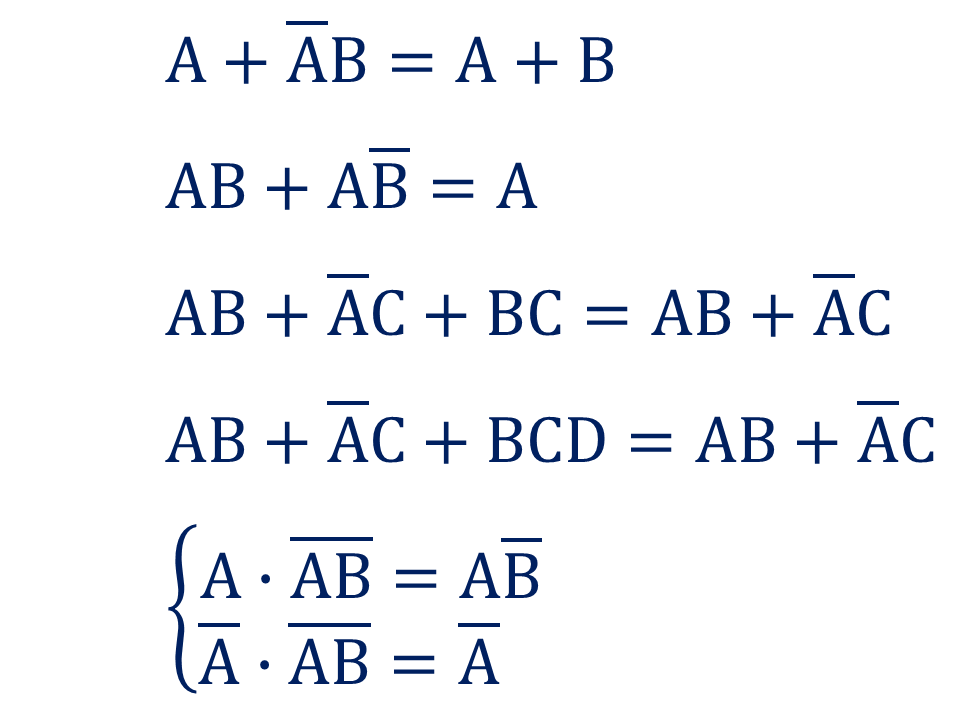 A + A̅B = A + B
AB + AB̅ = A
AB + A̅C + BC = AB + A̅C
AB + A̅C + BCD = AB + A̅C
A · A̅B̅ = AB̅
A̅ · A̅B̅ = A̅